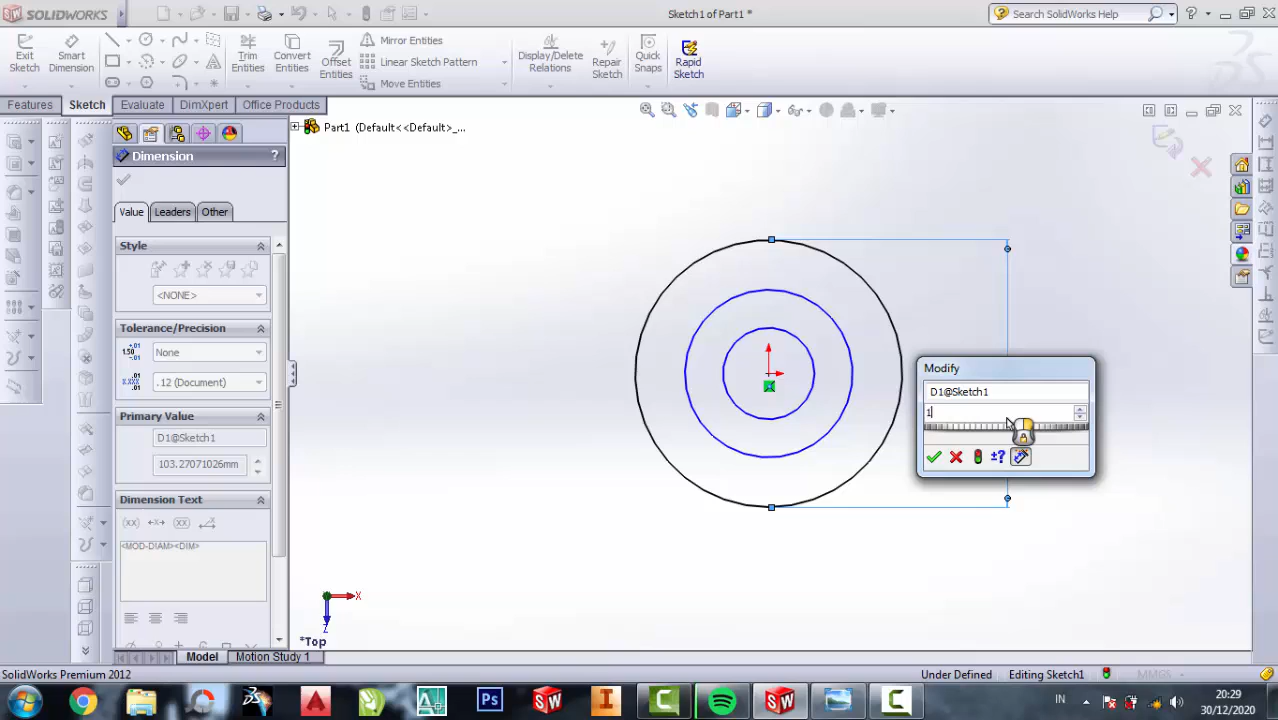 SOLIDWORKS
Sketch1 of Part1 *
Search SolidWorks Help
Exit Sketch
Smart Dimension
Trim Entities
Convert Entities
Offset Entities
Mirror Entities
Linear Sketch Pattern
Move Entities
Display/Delete Relations
Repair Sketch
Quick Snaps
Rapid Sketch
Features
Sketch
Evaluate
DimXpert
Office Products
Part1 (Default<<Default>_...
Dimension
?
Value
Leaders
Other
Style
<NONE>
Tolerance/Precision
1.50
None
.12 (Document)
Primary Value
D1@Sketch1
103.27071026mm
Dimension Text
<MOD-DIAM><DIM>
Modify
D1@Sketch1
1
±?
X
Z
*Top
Model
Motion Study 1
SolidWorks Premium 2012
Under Defined
Editing Sketch1
MMGS
Ps
SW
IN
20:29
30/12/2020